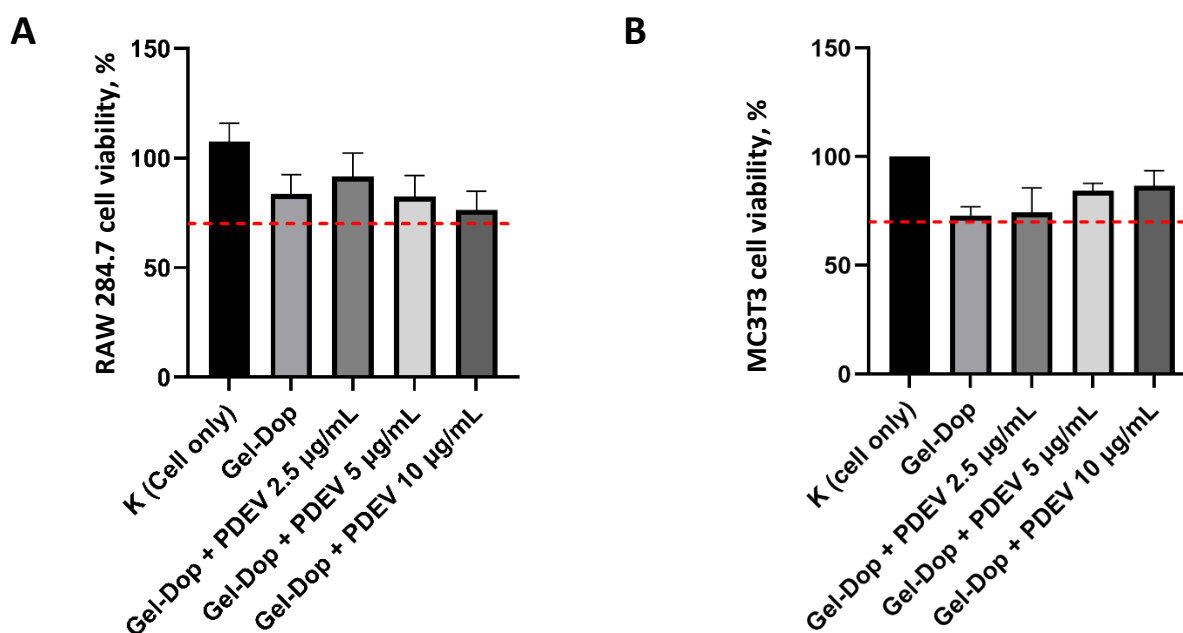 A
RAW 284.7 cell viability, %
150
100
50
0
K (Cell only)
Gel-Dop
Gel-Dop + PDEV 2.5 µg/mL
Gel-Dop + PDEV 5 µg/mL
Gel-Dop + PDEV 10 µg/mL
B
MC3T3 cell viability, %
150
100
50
0
K (cell only)
Gel-Dop
Gel-Dop + PDEV 2.5 µg/mL
Gel-Dop + PDEV 5 µg/mL
Gel-Dop + PDEV 10 µg/mL